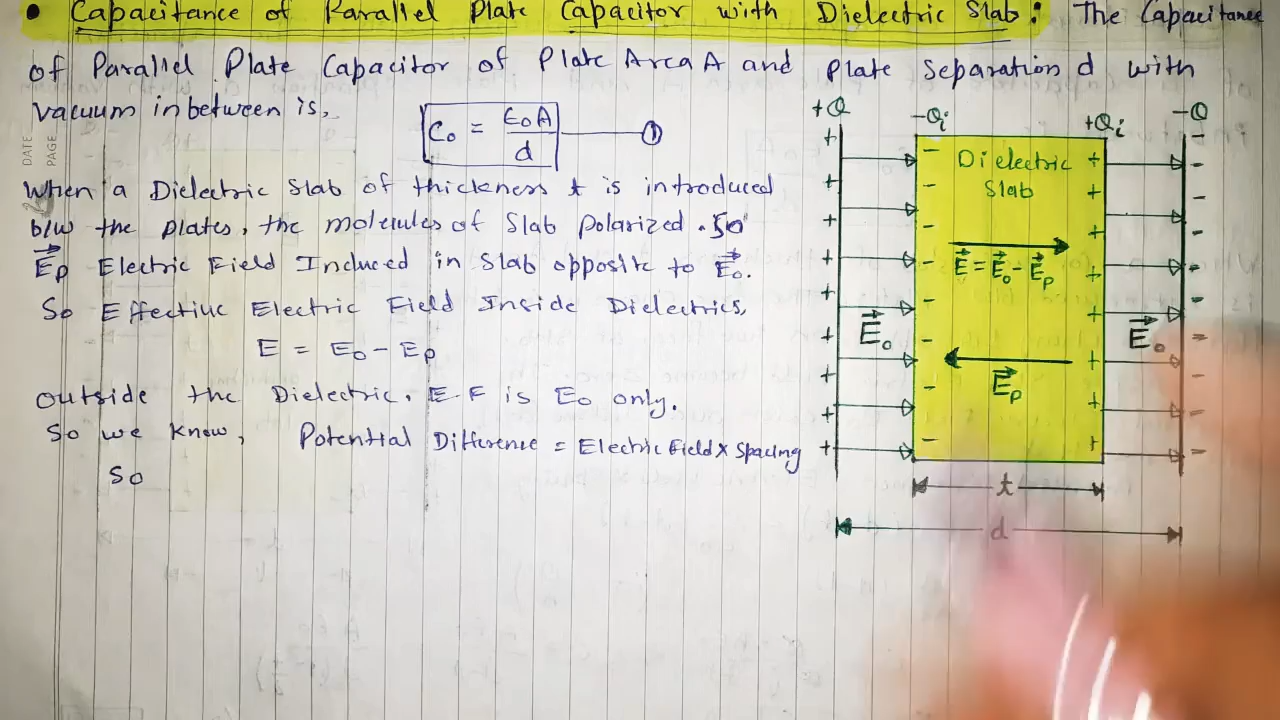 • Capacitance of Parallel Plate Capacitor with Dielectric Slab: The Capacitance
of Parallel Plate Capacitor of Plate Area A and Plate Separation d with
vacuum in between is,
C₀ = ε₀A / d ——— ①
When a Dielectric Slab of thickness t is introduced
b/w the plates, the molecules of Slab Polarized. So
E⃗p Electric Field Induced in Slab opposite to E⃗₀.
So Effective Electric Field Inside Dielectrics,
E = E₀ − Ep
outside the Dielectric, E.F is E₀ only.
So we know, Potential Difference = Electric Field × Spacing
So
+Q −Qi +Qi −Q
Dielectric
Slab
E⃗ = E⃗₀ − E⃗p
E⃗₀ E⃗₀
E⃗p
t
d
DATE
PAGE